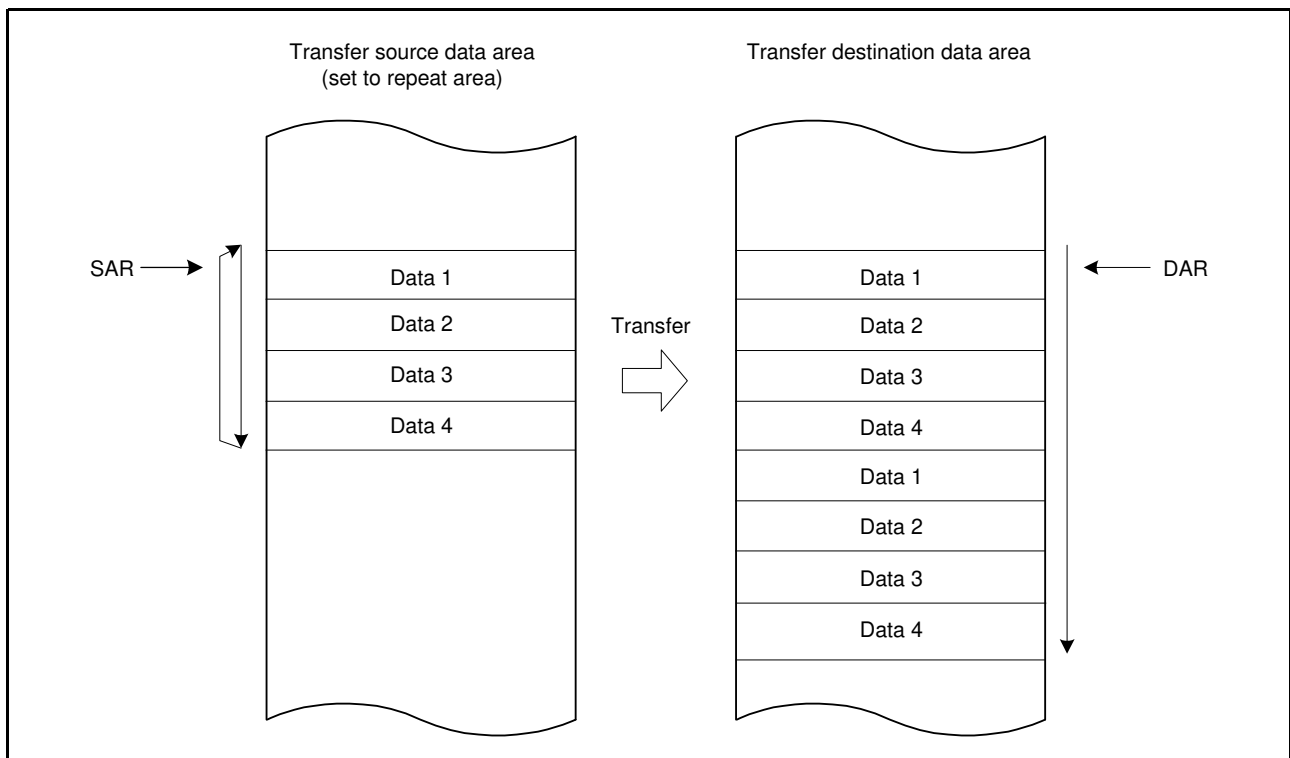 Transfer source data area
(set to repeat area)
Transfer destination data area
SAR
Data 1
Data 2
Data 3
Data 4
Transfer
Data 1
Data 2
Data 3
Data 4
Data 1
Data 2
Data 3
Data 4
DAR